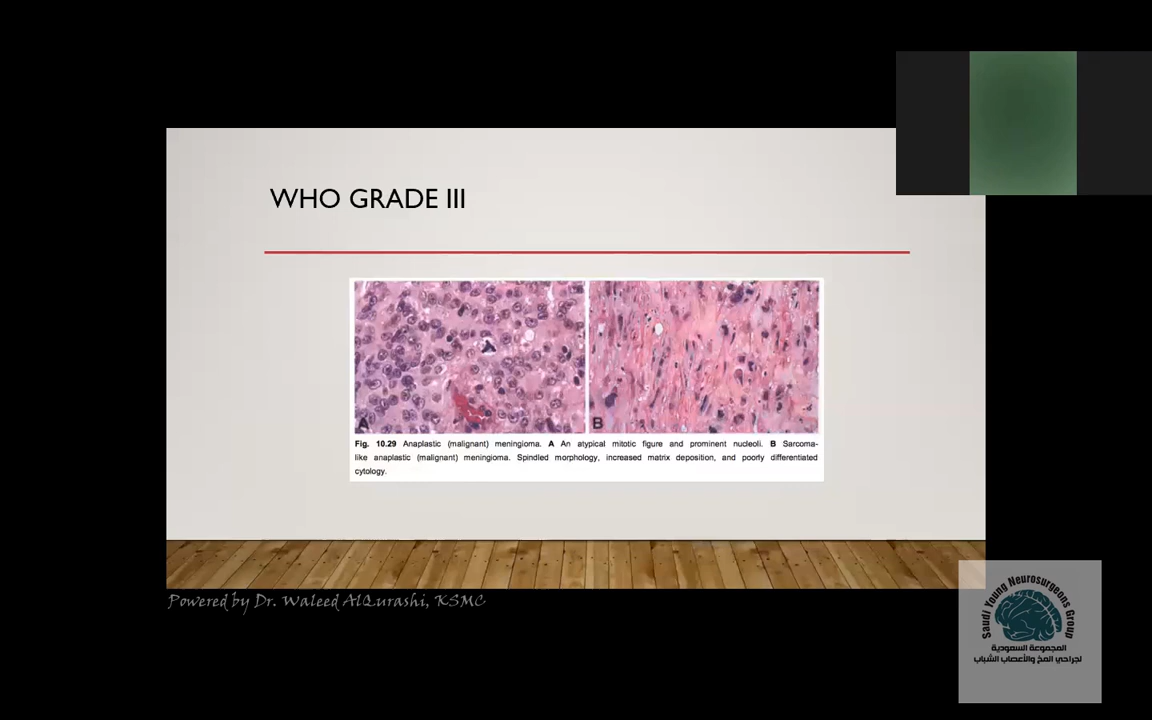 WHO GRADE III
A
B
Fig. 10.29 Anaplastic (malignant) meningioma. A An atypical mitotic figure and prominent nucleoli. B Sarcoma-
like anaplastic (malignant) meningioma. Spindled morphology, increased matrix deposition, and poorly differentiated
cytology.
Powered by Dr. Waleed AlQurashi, KSMC
Saudi Young Neurosurgeons Group
المجموعة السعودية
لجراحي المخ والأعصاب الشباب